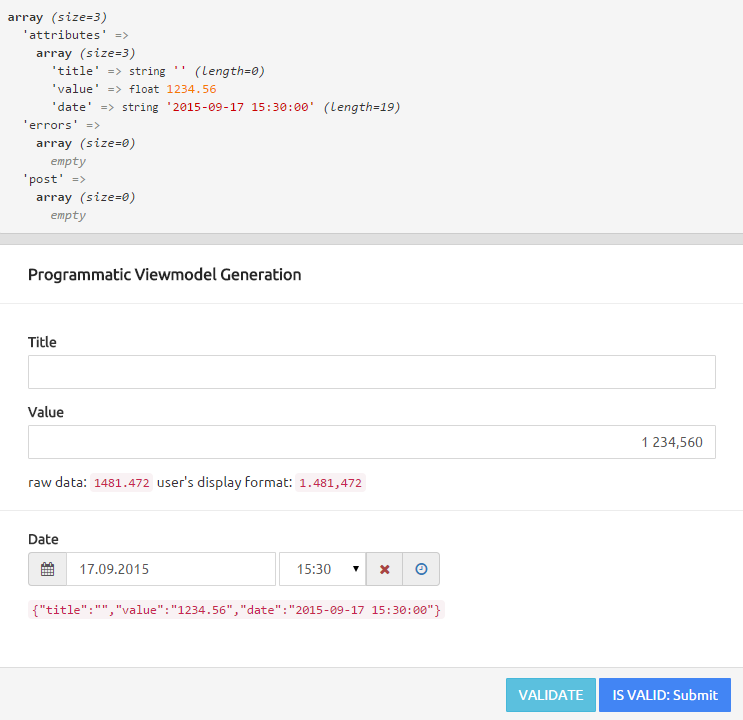 array (size=3)
'attributes' =>
array (size=3)
'title' => string '' (length=0)
'value' => float 1234.56
'date' => string '2015-09-17 15:30:00' (length=19)
'errors' =>
array (size=0)
empty
'post' =>
array (size=0)
empty
Programmatic Viewmodel Generation
Title
Value
1 234,560
raw data: 1481.472 user's display format: 1.481,472
Date
17.09.2015 15:30
{"title":"","value":"1234.56","date":"2015-09-17 15:30:00"}
VALIDATE IS VALID: Submit